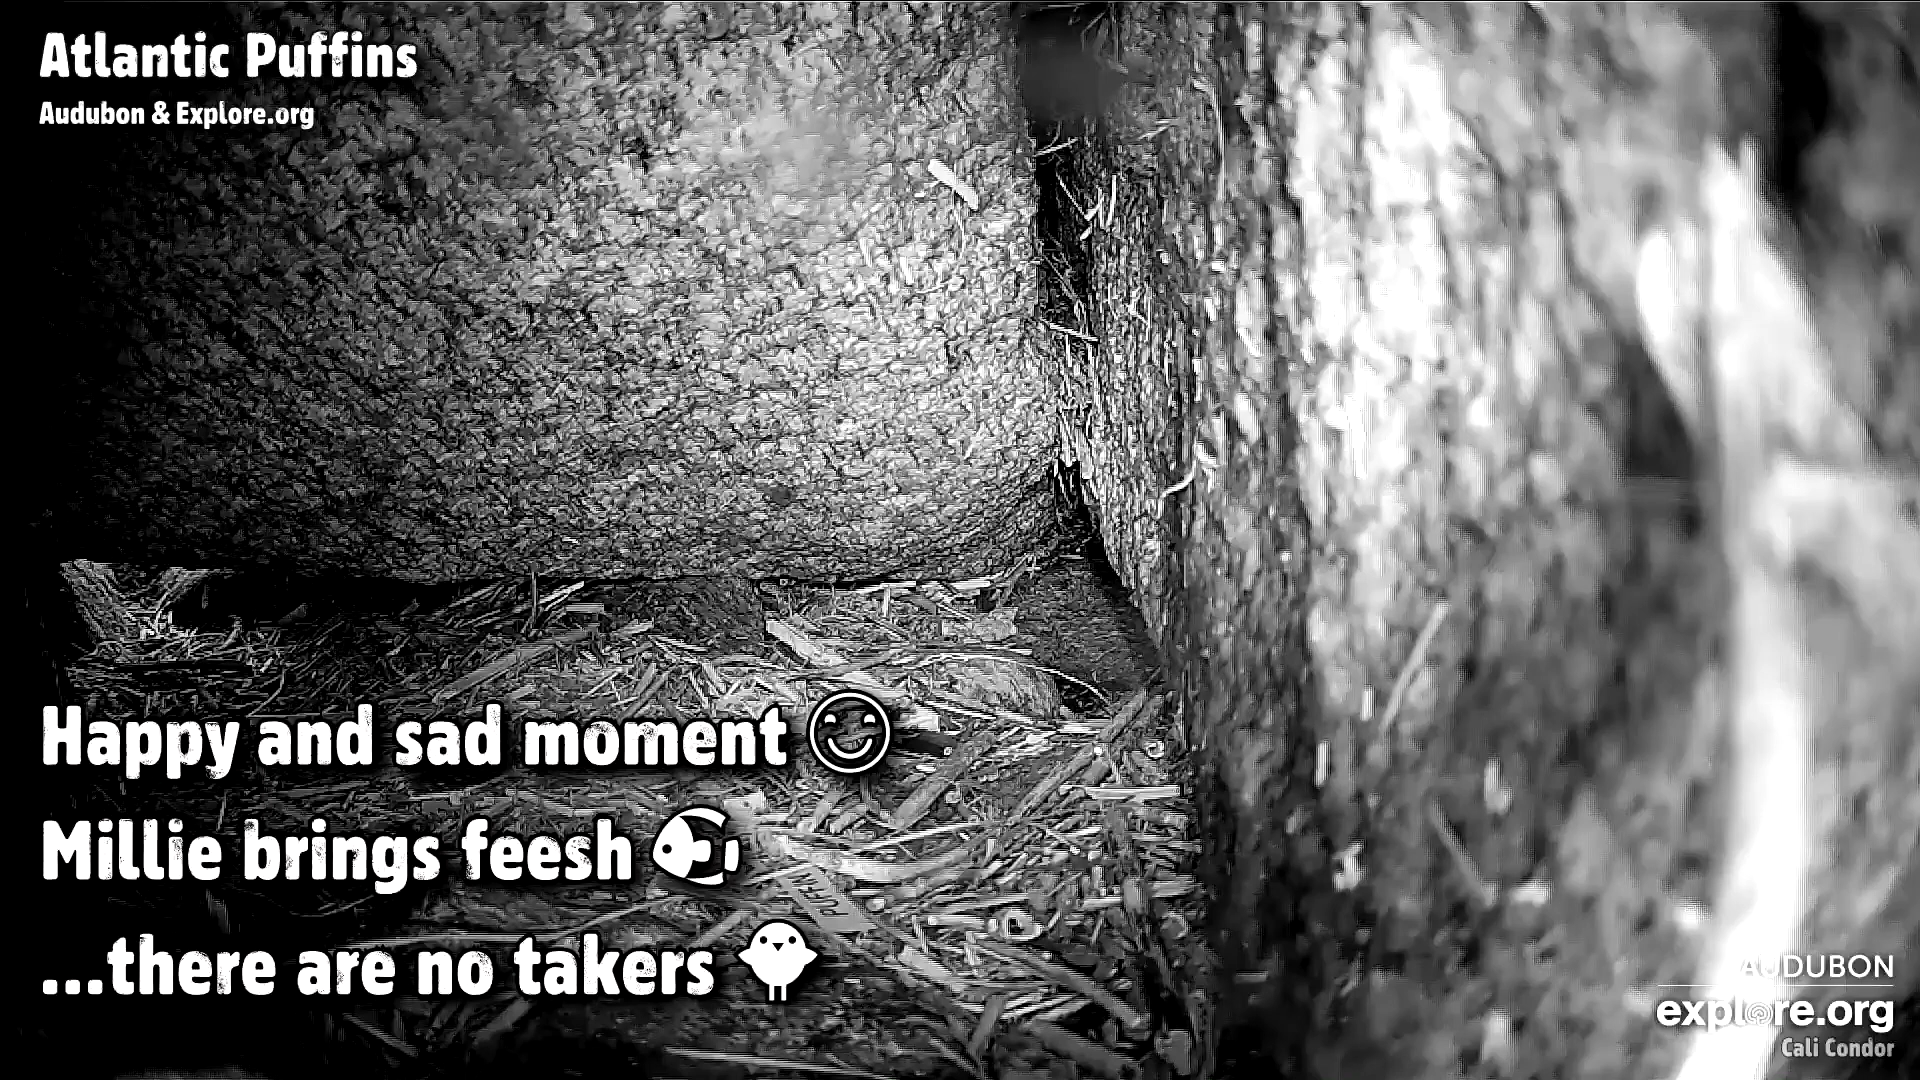 Atlantic Puffins
Audubon & Explore.org
Happy and sad moment
Millie brings feesh
...there are no takers
PUFFIN
AUDUBON
explore.org
Cali Condor